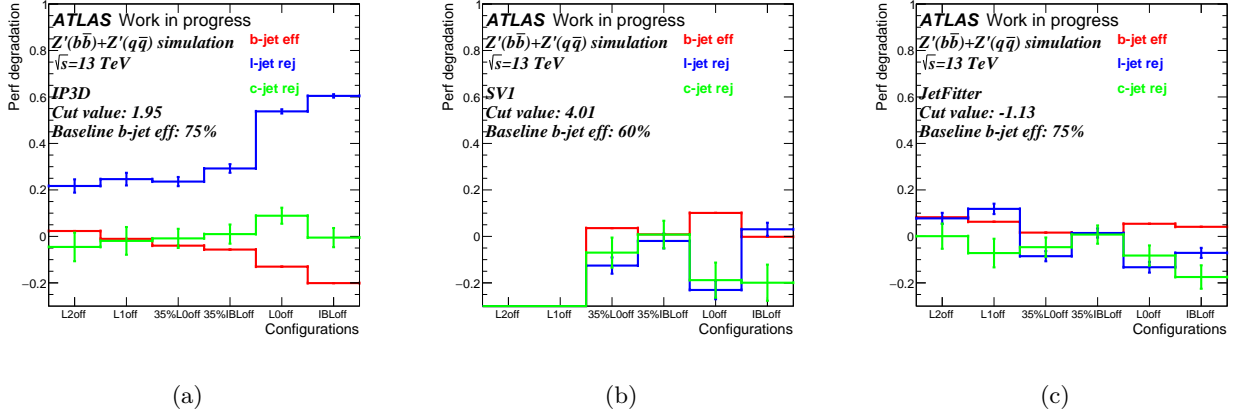 ATLAS Work in progress
Z'(bb̄)+Z'(qq̄) simulation
√s=13 TeV
b-jet eff
l-jet rej
c-jet rej
IP3D
Cut value: 1.95
Baseline b-jet eff: 75%
Perf degradation
1
0.8
0.6
0.4
0.2
0
−0.2
L2off L1off 35%L0off 35%IBLoff L0off IBLoff
Configurations
(a)
ATLAS Work in progress
Z'(bb̄)+Z'(qq̄) simulation
√s=13 TeV
b-jet eff
l-jet rej
c-jet rej
SV1
Cut value: 4.01
Baseline b-jet eff: 60%
Perf degradation
1
0.8
0.6
0.4
0.2
0
−0.2
L2off L1off 35%L0off 35%IBLoff L0off IBLoff
Configurations
(b)
ATLAS Work in progress
Z'(bb̄)+Z'(qq̄) simulation
√s=13 TeV
b-jet eff
l-jet rej
c-jet rej
JetFitter
Cut value: -1.13
Baseline b-jet eff: 75%
Perf degradation
1
0.8
0.6
0.4
0.2
0
−0.2
L2off L1off 35%L0off 35%IBLoff L0off IBLoff
Configurations
(c)